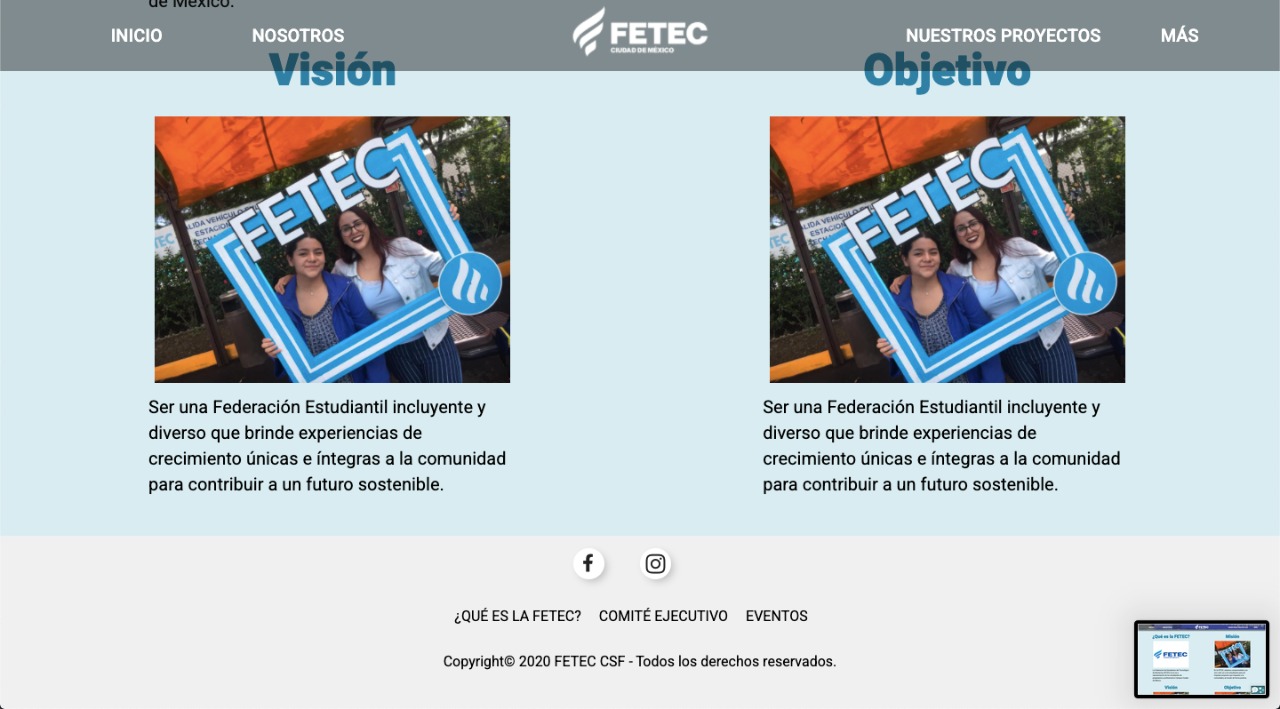 de México.
INICIO NOSOTROS FETEC NUESTROS PROYECTOS MÁS
CIUDAD DE MÉXICO
Visión
FETEC
Ser una Federación Estudiantil incluyente y
diverso que brinde experiencias de
crecimiento únicas e íntegras a la comunidad
para contribuir a un futuro sostenible.
Objetivo
FETEC
Ser una Federación Estudiantil incluyente y
diverso que brinde experiencias de
crecimiento únicas e íntegras a la comunidad
para contribuir a un futuro sostenible.
¿QUÉ ES LA FETEC? COMITÉ EJECUTIVO EVENTOS
Copyright© 2020 FETEC CSF - Todos los derechos reservados.
¿Qué es la FETEC? Misión
FETEC
Visión Objetivo